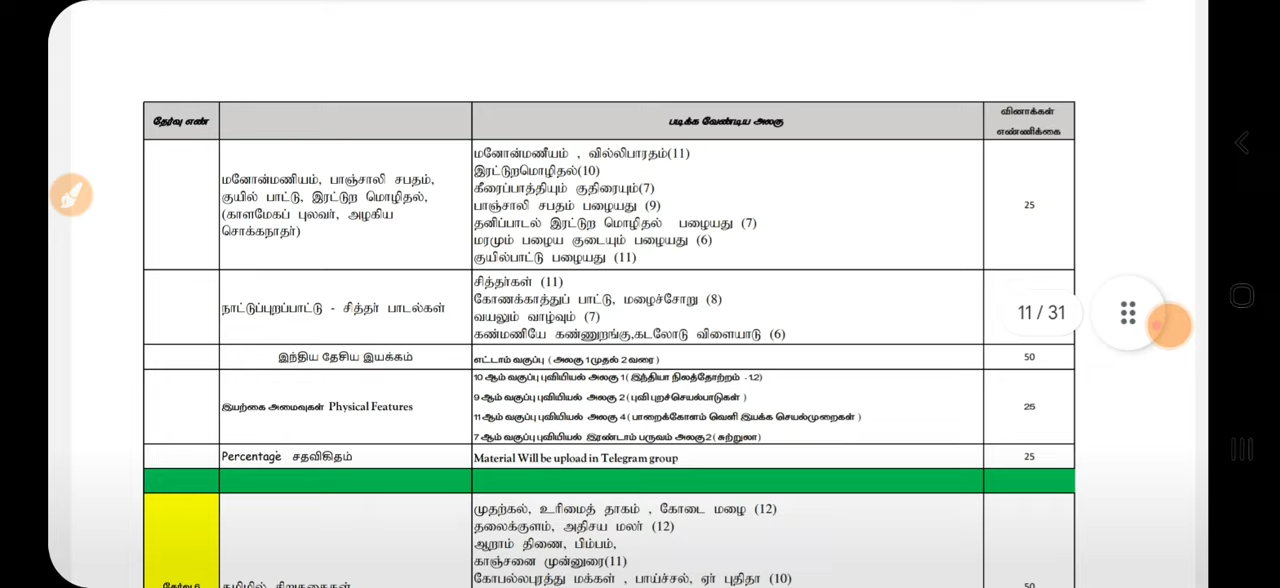 தேர்வு எண் படிக்க வேண்டிய அலகு வினாக்கள் எண்ணிக்கை
மனோன்மணியம், பாஞ்சாலி சபதம்,
குயில் பாட்டு, இரட்டுற மொழிதல்,
(காளமேகப் புலவர், அழகிய
சொக்கநாதர்)
மனோன்மணீயம் , வில்லிபாரதம்(11)
இரட்டுறமொழிதல்(10)
கீரைப்பாத்தியும் குதிரையும்(7)
பாஞ்சாலி சபதம் பழையது (9)
தனிப்பாடல் இரட்டுற மொழிதல் பழையது (7)
மரமும் பழைய குடையும் பழையது (6)
குயில்பாட்டு பழையது (11)
25
நாட்டுப்புறப்பாட்டு - சித்தர் பாடல்கள்
சித்தர்கள் (11)
கோணக்காத்துப் பாட்டு, மழைச்சோறு (8)
வயலும் வாழ்வும் (7)
கண்மணியே கண்ணுறங்கு,கடலோடு விளையாடு (6)
11 / 31
இந்திய தேசிய இயக்கம் எட்டாம் வகுப்பு ( அலகு 1 முதல் 2 வரை ) 50
இயற்கை அமைவுகள் Physical Features
10 ஆம் வகுப்பு புவியியல் அலகு 1 ( இந்தியா நிலத்தோற்றம் - 1.2)
9 ஆம் வகுப்பு புவியியல் அலகு 2 ( புவி புறச்செயல்பாடுகள் )
11 ஆம் வகுப்பு புவியியல் அலகு 4 ( பாறைக்கோளம் வெளி இயக்க செயல்முறைகள் )
7 ஆம் வகுப்பு புவியியல் இரண்டாம் பருவம் அலகு 2 ( சுற்றுலா)
25
Percentage சதவிகிதம் Material Will be upload in Telegram group 25
தேர்வு 6
தமிழில் சிறுகதைகள்
முதற்கல், உரிமைத் தாகம் , கோடை மழை (12)
தலைக்குளம், அதிசய மலர் (12)
ஆறாம் திணை, பிம்பம்,
காஞ்சனை முன்னுரை(11)
கோபல்லபுரத்து மக்கள் , பாய்ச்சல், ஏர் புதிதா (10)
50